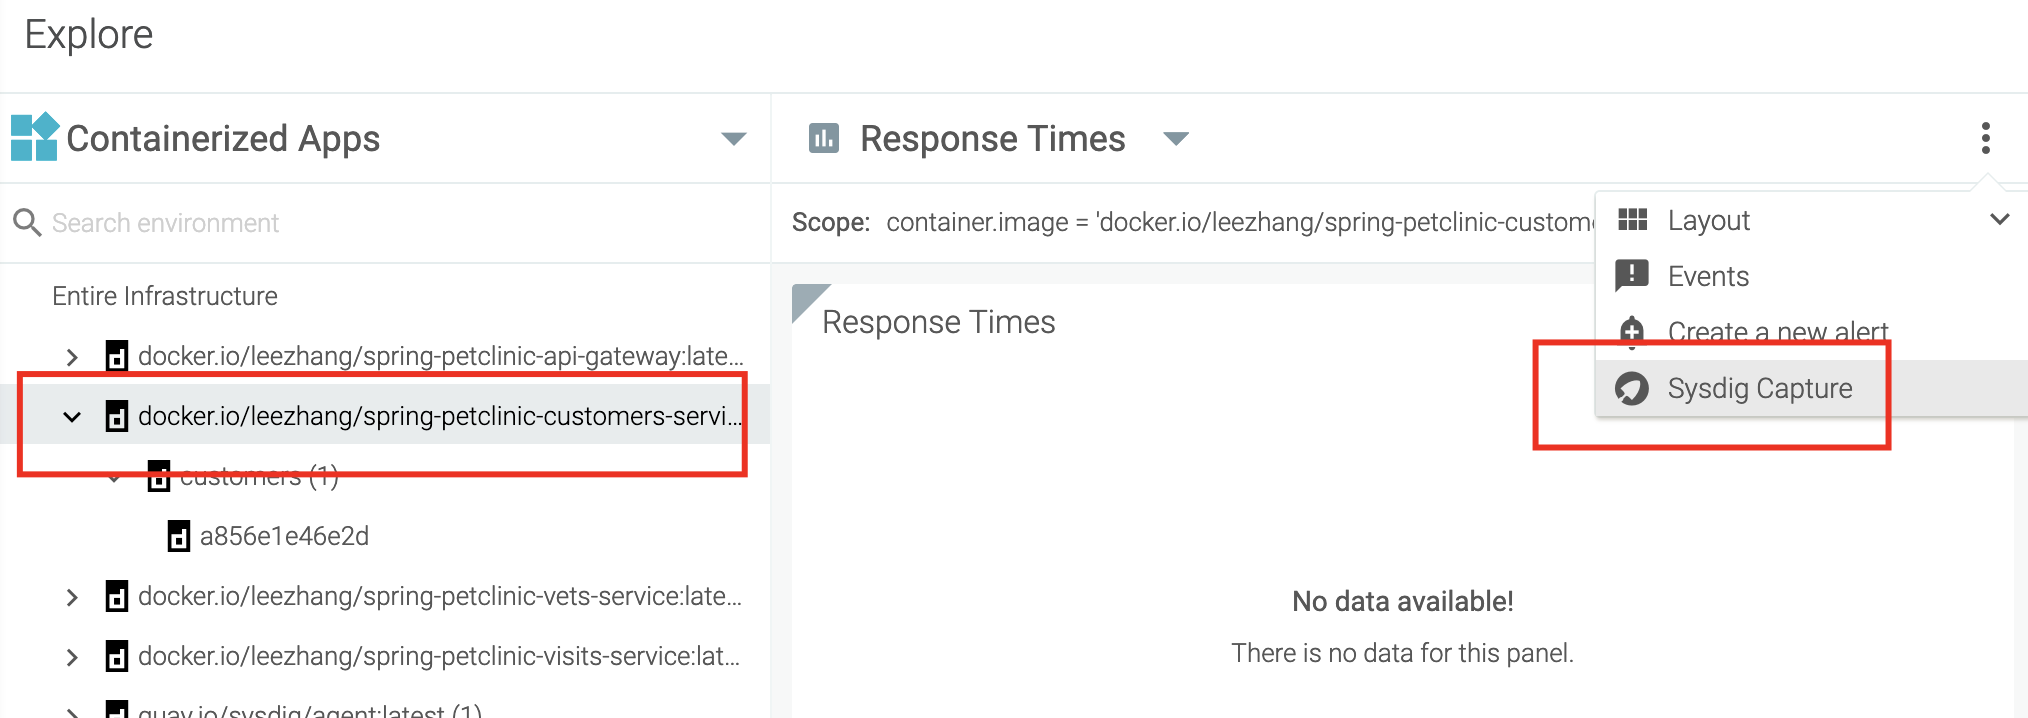 Explore
Containerized Apps
Search environment
Entire Infrastructure
docker.io/leezhang/spring-petclinic-api-gateway:late...
docker.io/leezhang/spring-petclinic-customers-servi...
customers (1)
a856e1e46e2d
docker.io/leezhang/spring-petclinic-vets-service:late...
docker.io/leezhang/spring-petclinic-visits-service:lat...
quay.io/sysdig/agent:latest (1)
Response Times
Scope: container.image = 'docker.io/leezhang/spring-petclinic-custome
Layout
Events
Create a new alert
Sysdig Capture
Response Times
No data available!
There is no data for this panel.